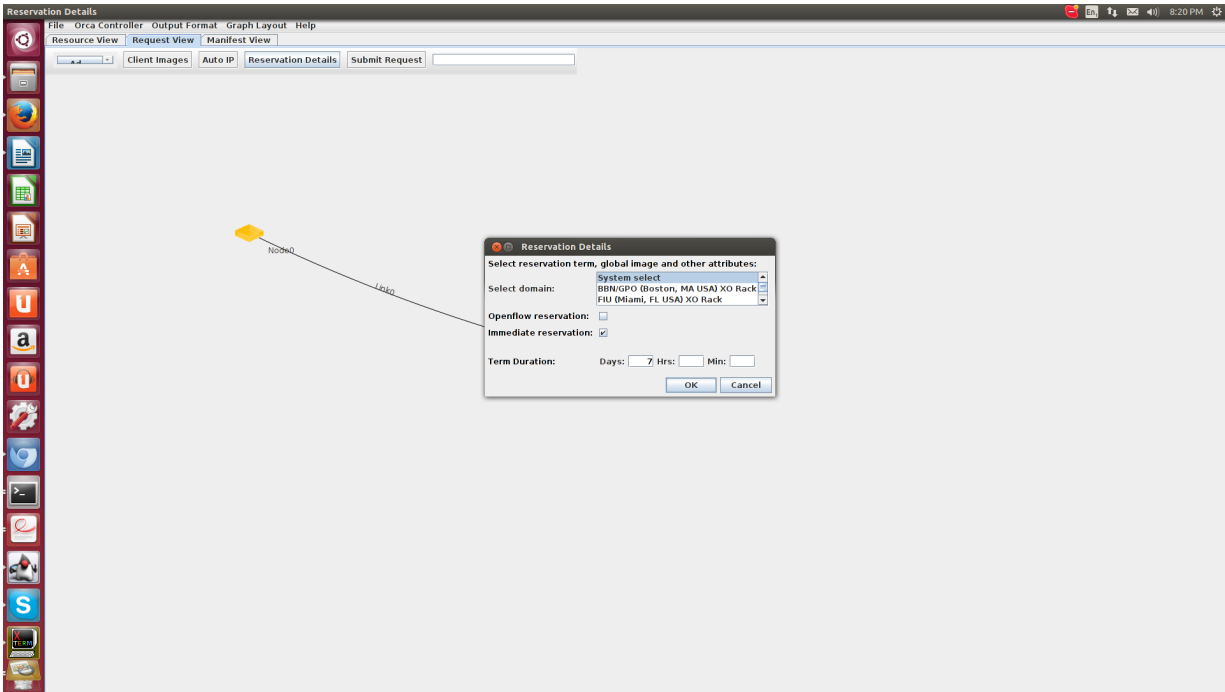 Reservation Details
En
8:20 PM
File Orca Controller Output Format Graph Layout Help
Resource View Request View Manifest View
Client Images Auto IP Reservation Details Submit Request
Node0
Reservation Details
Select reservation term, global image and other attributes:
Select domain:
System select
BBN/GPO (Boston, MA USA) XO Rack
FIU (Miami, FL USA) XO Rack
Openflow reservation:
Immediate reservation:
Term Duration: Days: 7 Hrs: Min:
OK Cancel
a
>_
S
X
TERM